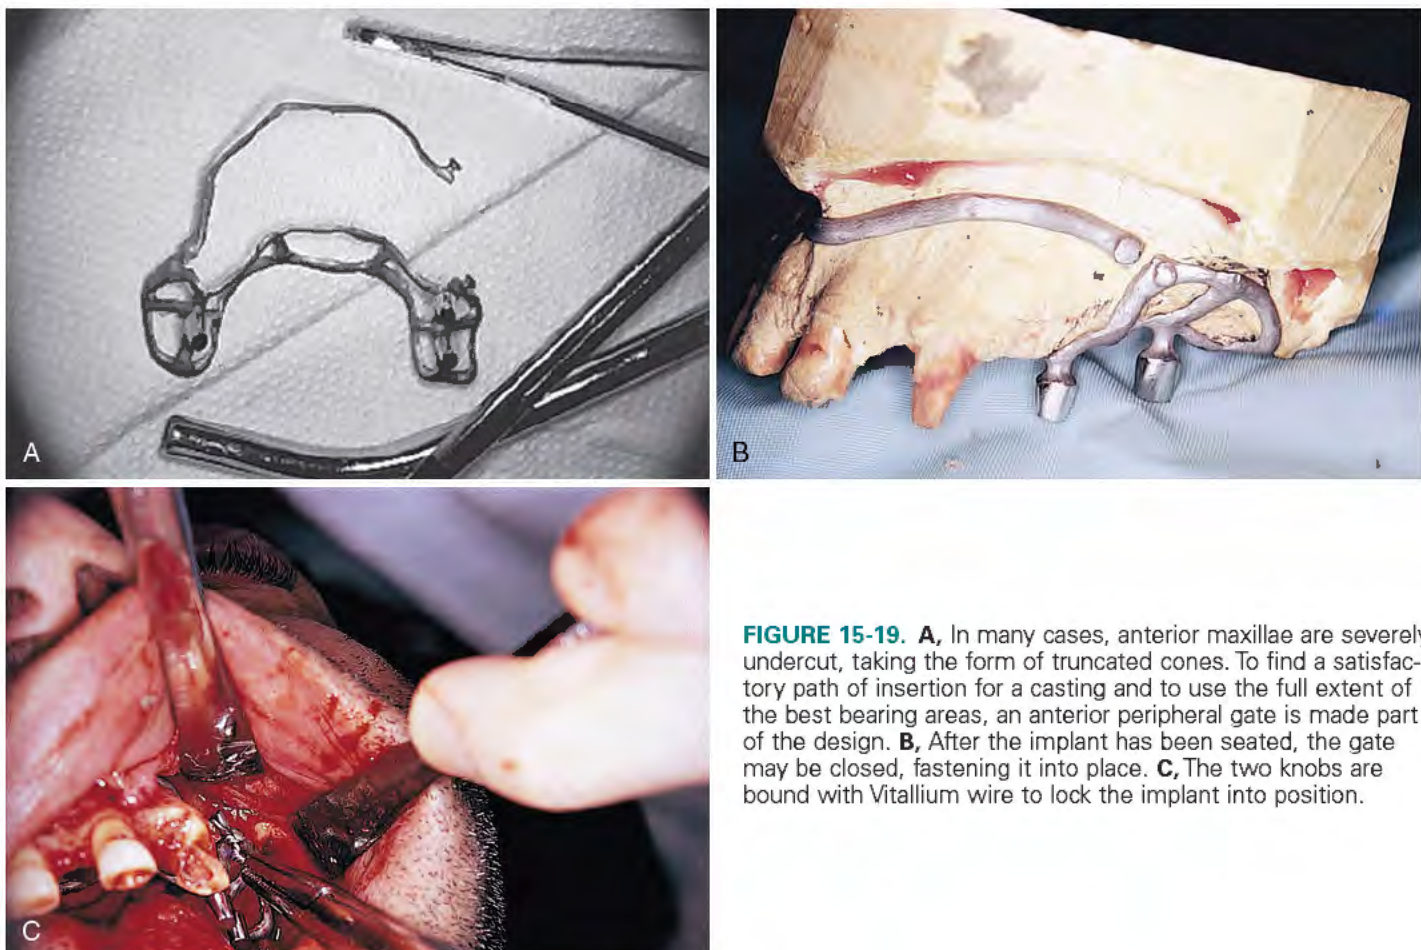 A
B
C
FIGURE 15-19. A, In many cases, anterior maxillae are severely
undercut, taking the form of truncated cones. To find a satisfac-
tory path of insertion for a casting and to use the full extent of
the best bearing areas, an anterior peripheral gate is made part
of the design. B, After the implant has been seated, the gate
may be closed, fastening it into place. C, The two knobs are
bound with Vitallium wire to lock the implant into position.